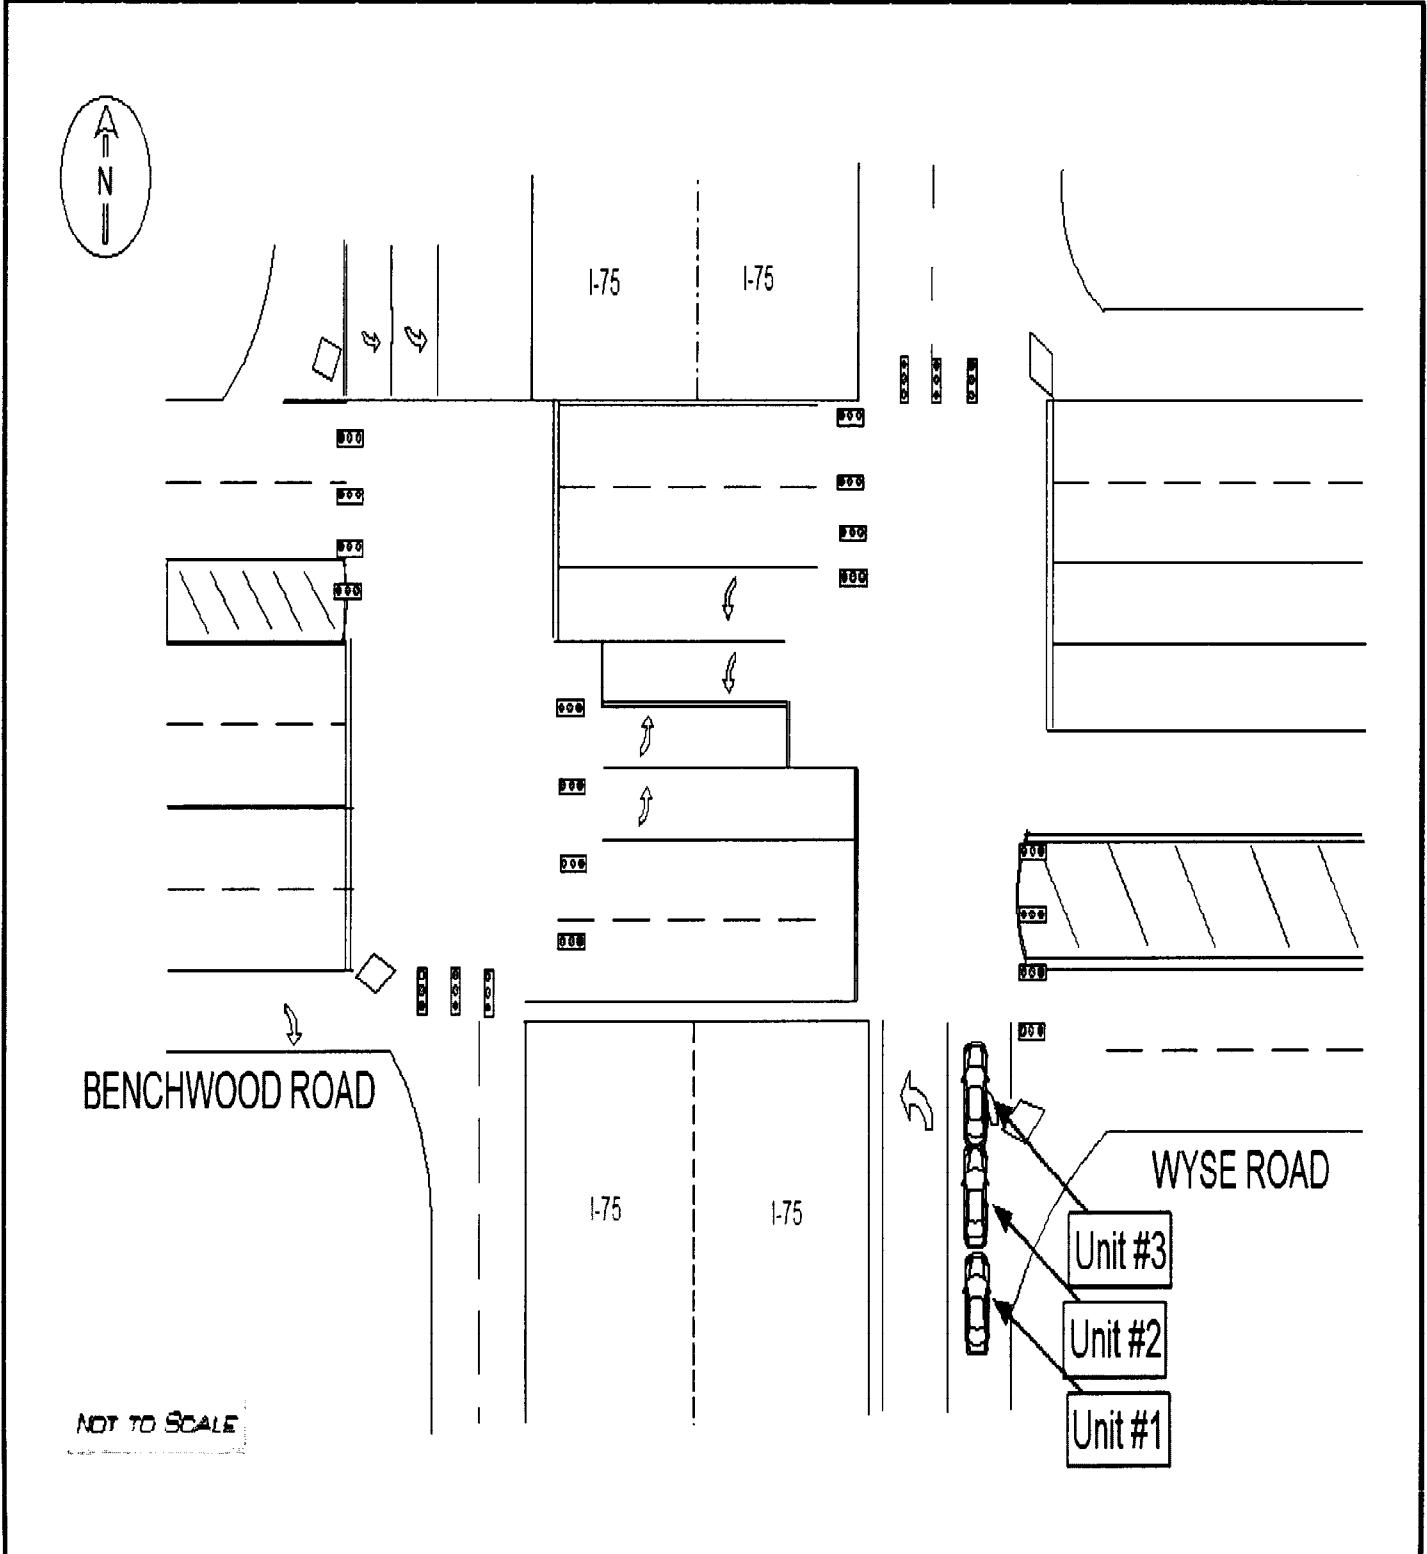 N
I-75
I-75
BENCHWOOD ROAD
WYSE ROAD
I-75
I-75
Unit #3
Unit #2
Unit #1
NOT TO SCALE